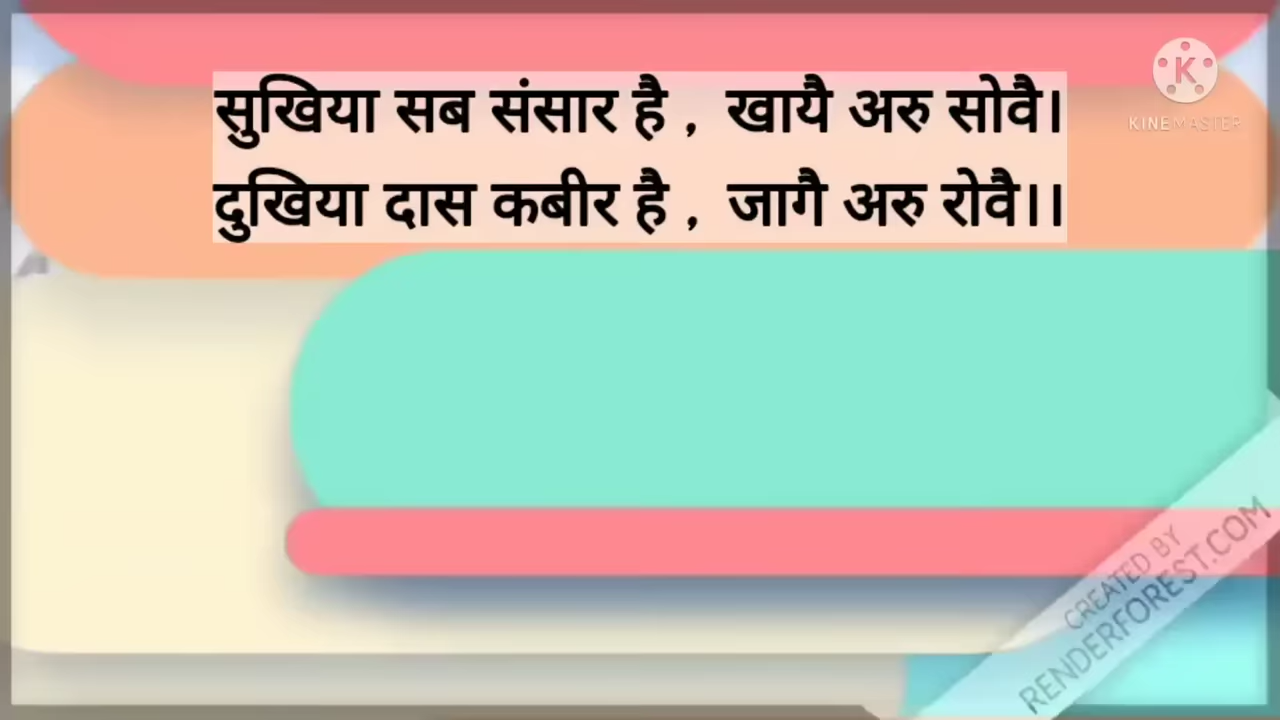 सुखिया सब संसार है , खायै अरु सोवै।
दुखिया दास कबीर है , जागै अरु रोवै।।
K
KINEMASTER
CREATED BY
RENDERFOREST.COM